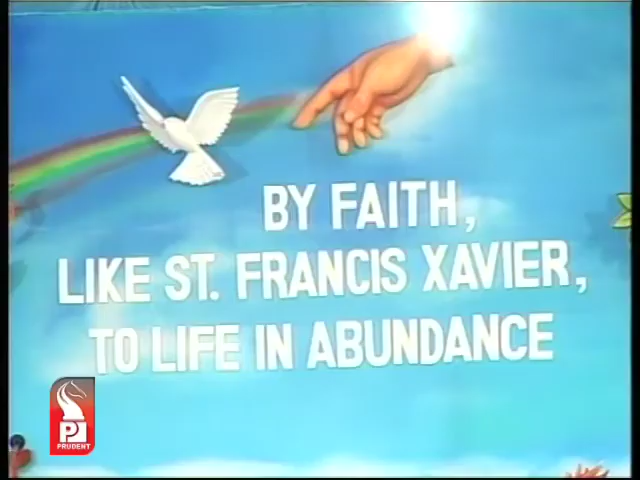 BY FAITH,
LIKE ST. FRANCIS XAVIER,
TO LIFE IN ABUNDANCE
P
PRUDENT